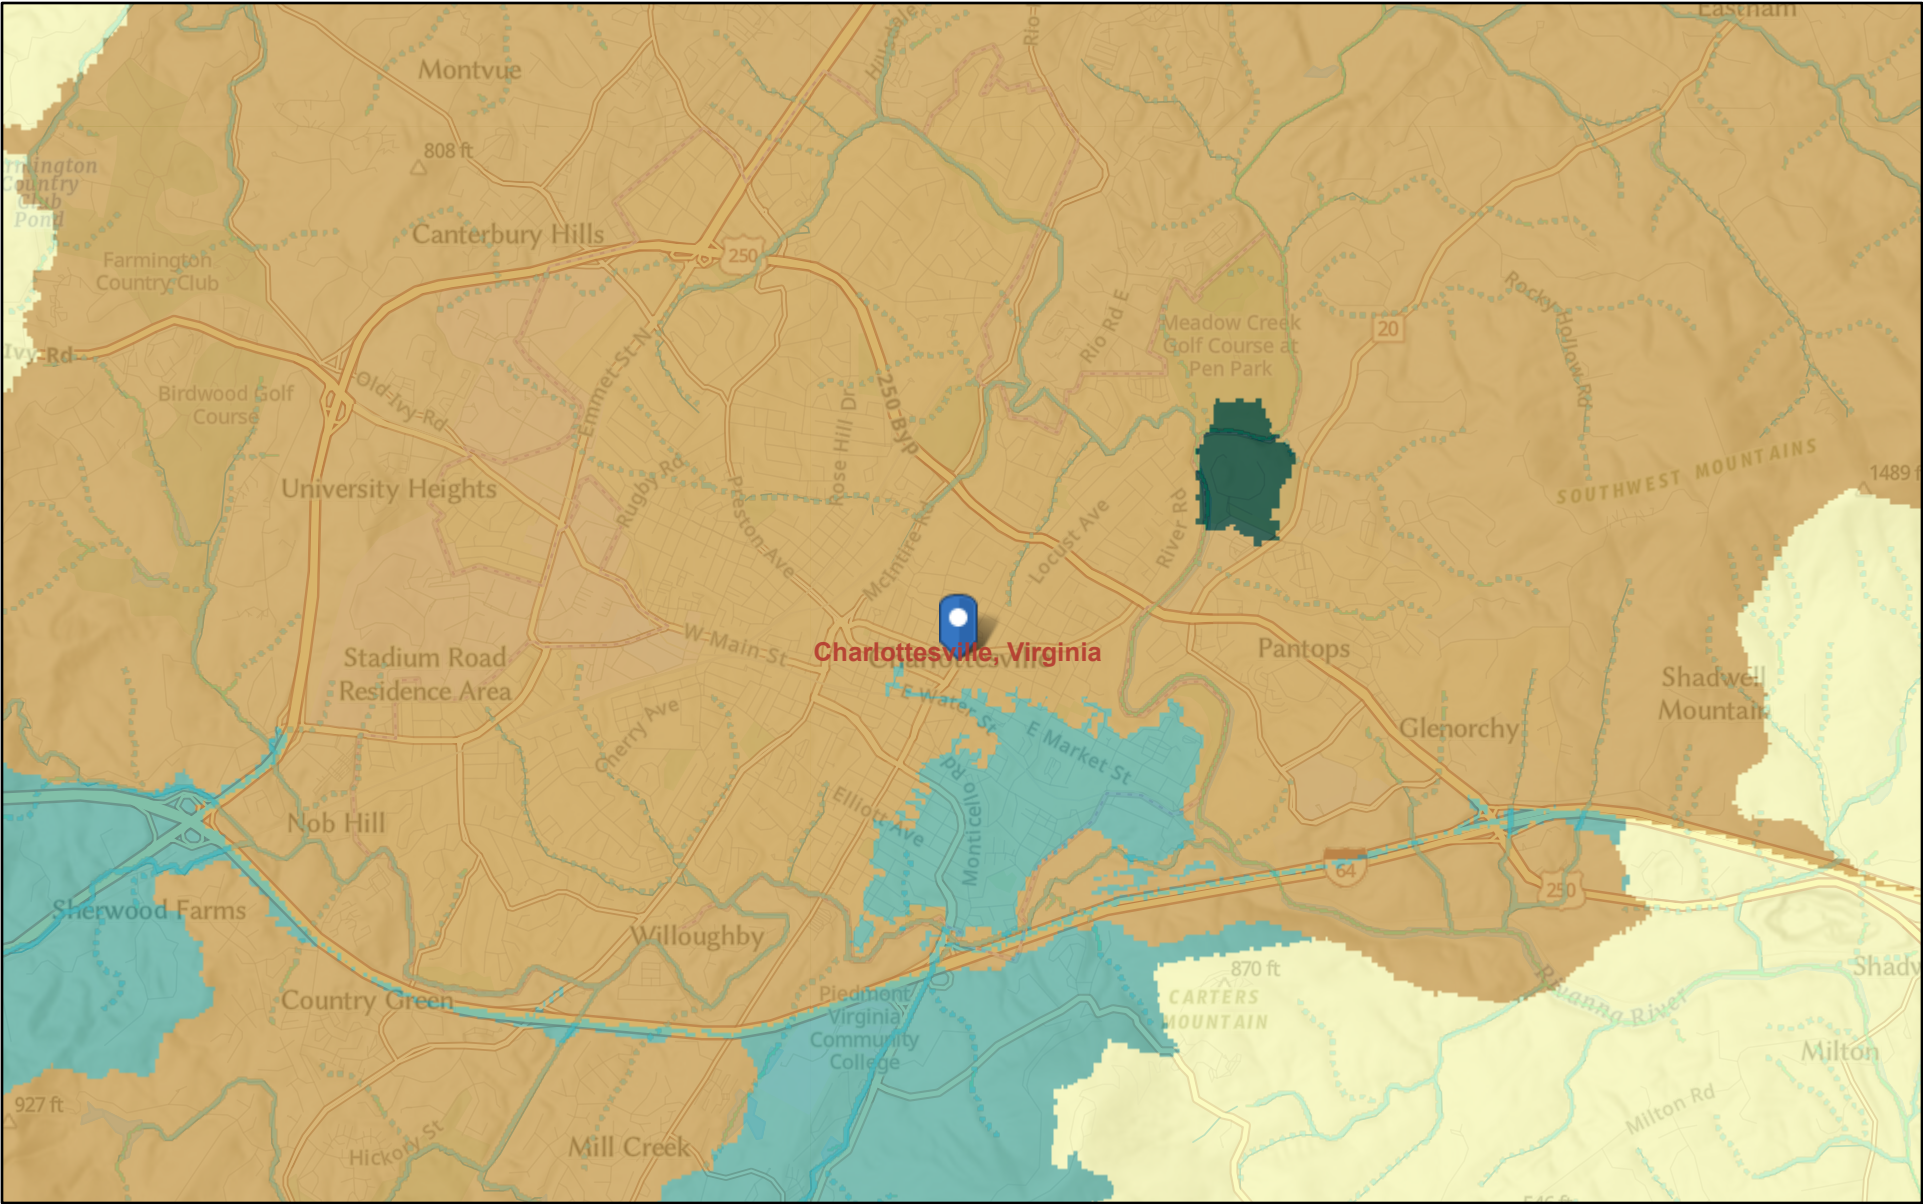 Eastham
Hillsdale
Rio
Montvue
808 ft
rmington
Country
Club
Pond
Canterbury Hills
250
Farmington
Country Club
Rocky Hollow Rd
Rio Rd E
Meadow Creek
Golf Course at
Pen Park
20
Ivy Rd
Emmet St N
Old Ivy Rd
250 Byp
Birdwood Golf
Course
Rose Hill Dr
SOUTHWEST MOUNTAINS
1489 f
University Heights
Rugby Rd
Preston Ave
McIntire Rd
Locust Ave
River Rd
W Main St
Charlottesville, Virginia
Charlottesville
Pantops
Stadium Road
Residence Area
Shadwell
Mountain
E Water St
Cherry Ave
E Market St
Glenorchy
Monticello Rd
Elliott Ave
Nob Hill
64
250
Sherwood Farms
Willoughby
870 ft
Shadw
Rivanna River
Country Green
Piedmont
Virginia
Community
College
CARTERS
MOUNTAIN
Milton
927 ft
Milton Rd
Hickory St
Mill Creek
546 ft